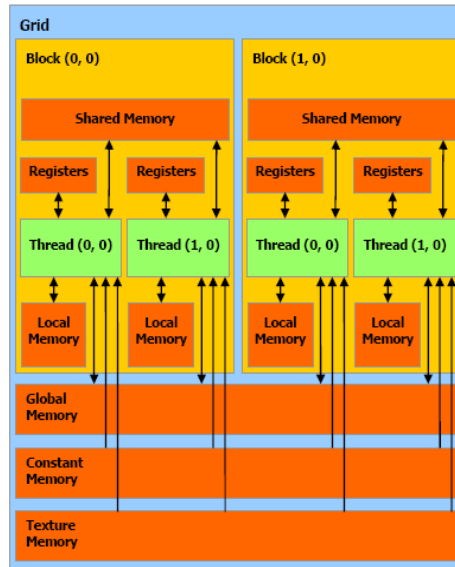 Grid
Block (0, 0)
Block (1, 0)
Shared Memory
Shared Memory
Registers
Registers
Registers
Registers
Thread (0, 0)
Thread (1, 0)
Thread (0, 0)
Thread (1, 0)
Local
Memory
Local
Memory
Local
Memory
Local
Memory
Global
Memory
Constant
Memory
Texture
Memory